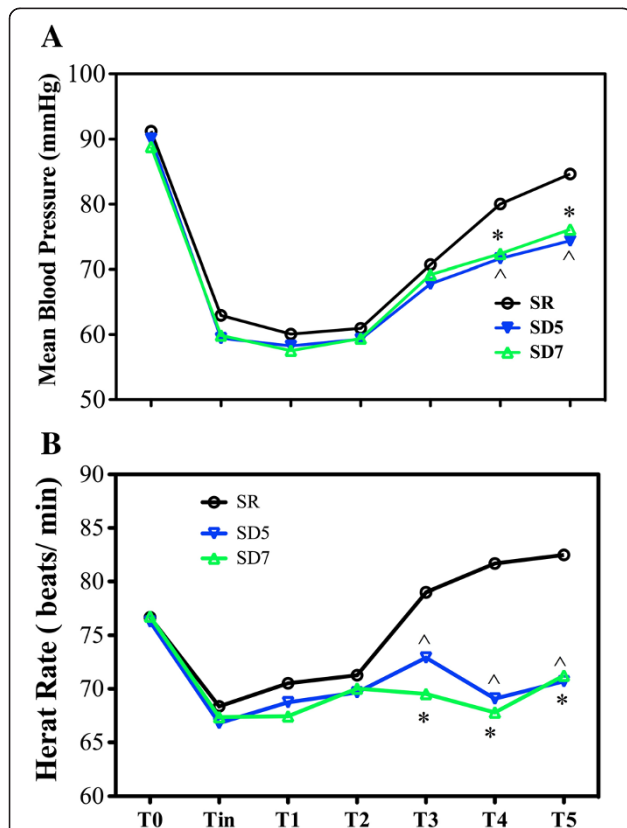 A
Mean Blood Pressure (mmHg)
100
90
80
70
60
50
*
*
^
^
SR
SD5
SD7
B
Herat Rate ( beats/ min)
90
85
80
75
70
65
60
SR
SD5
SD7
^
^
^
*
*
*
T0 Tin T1 T2 T3 T4 T5